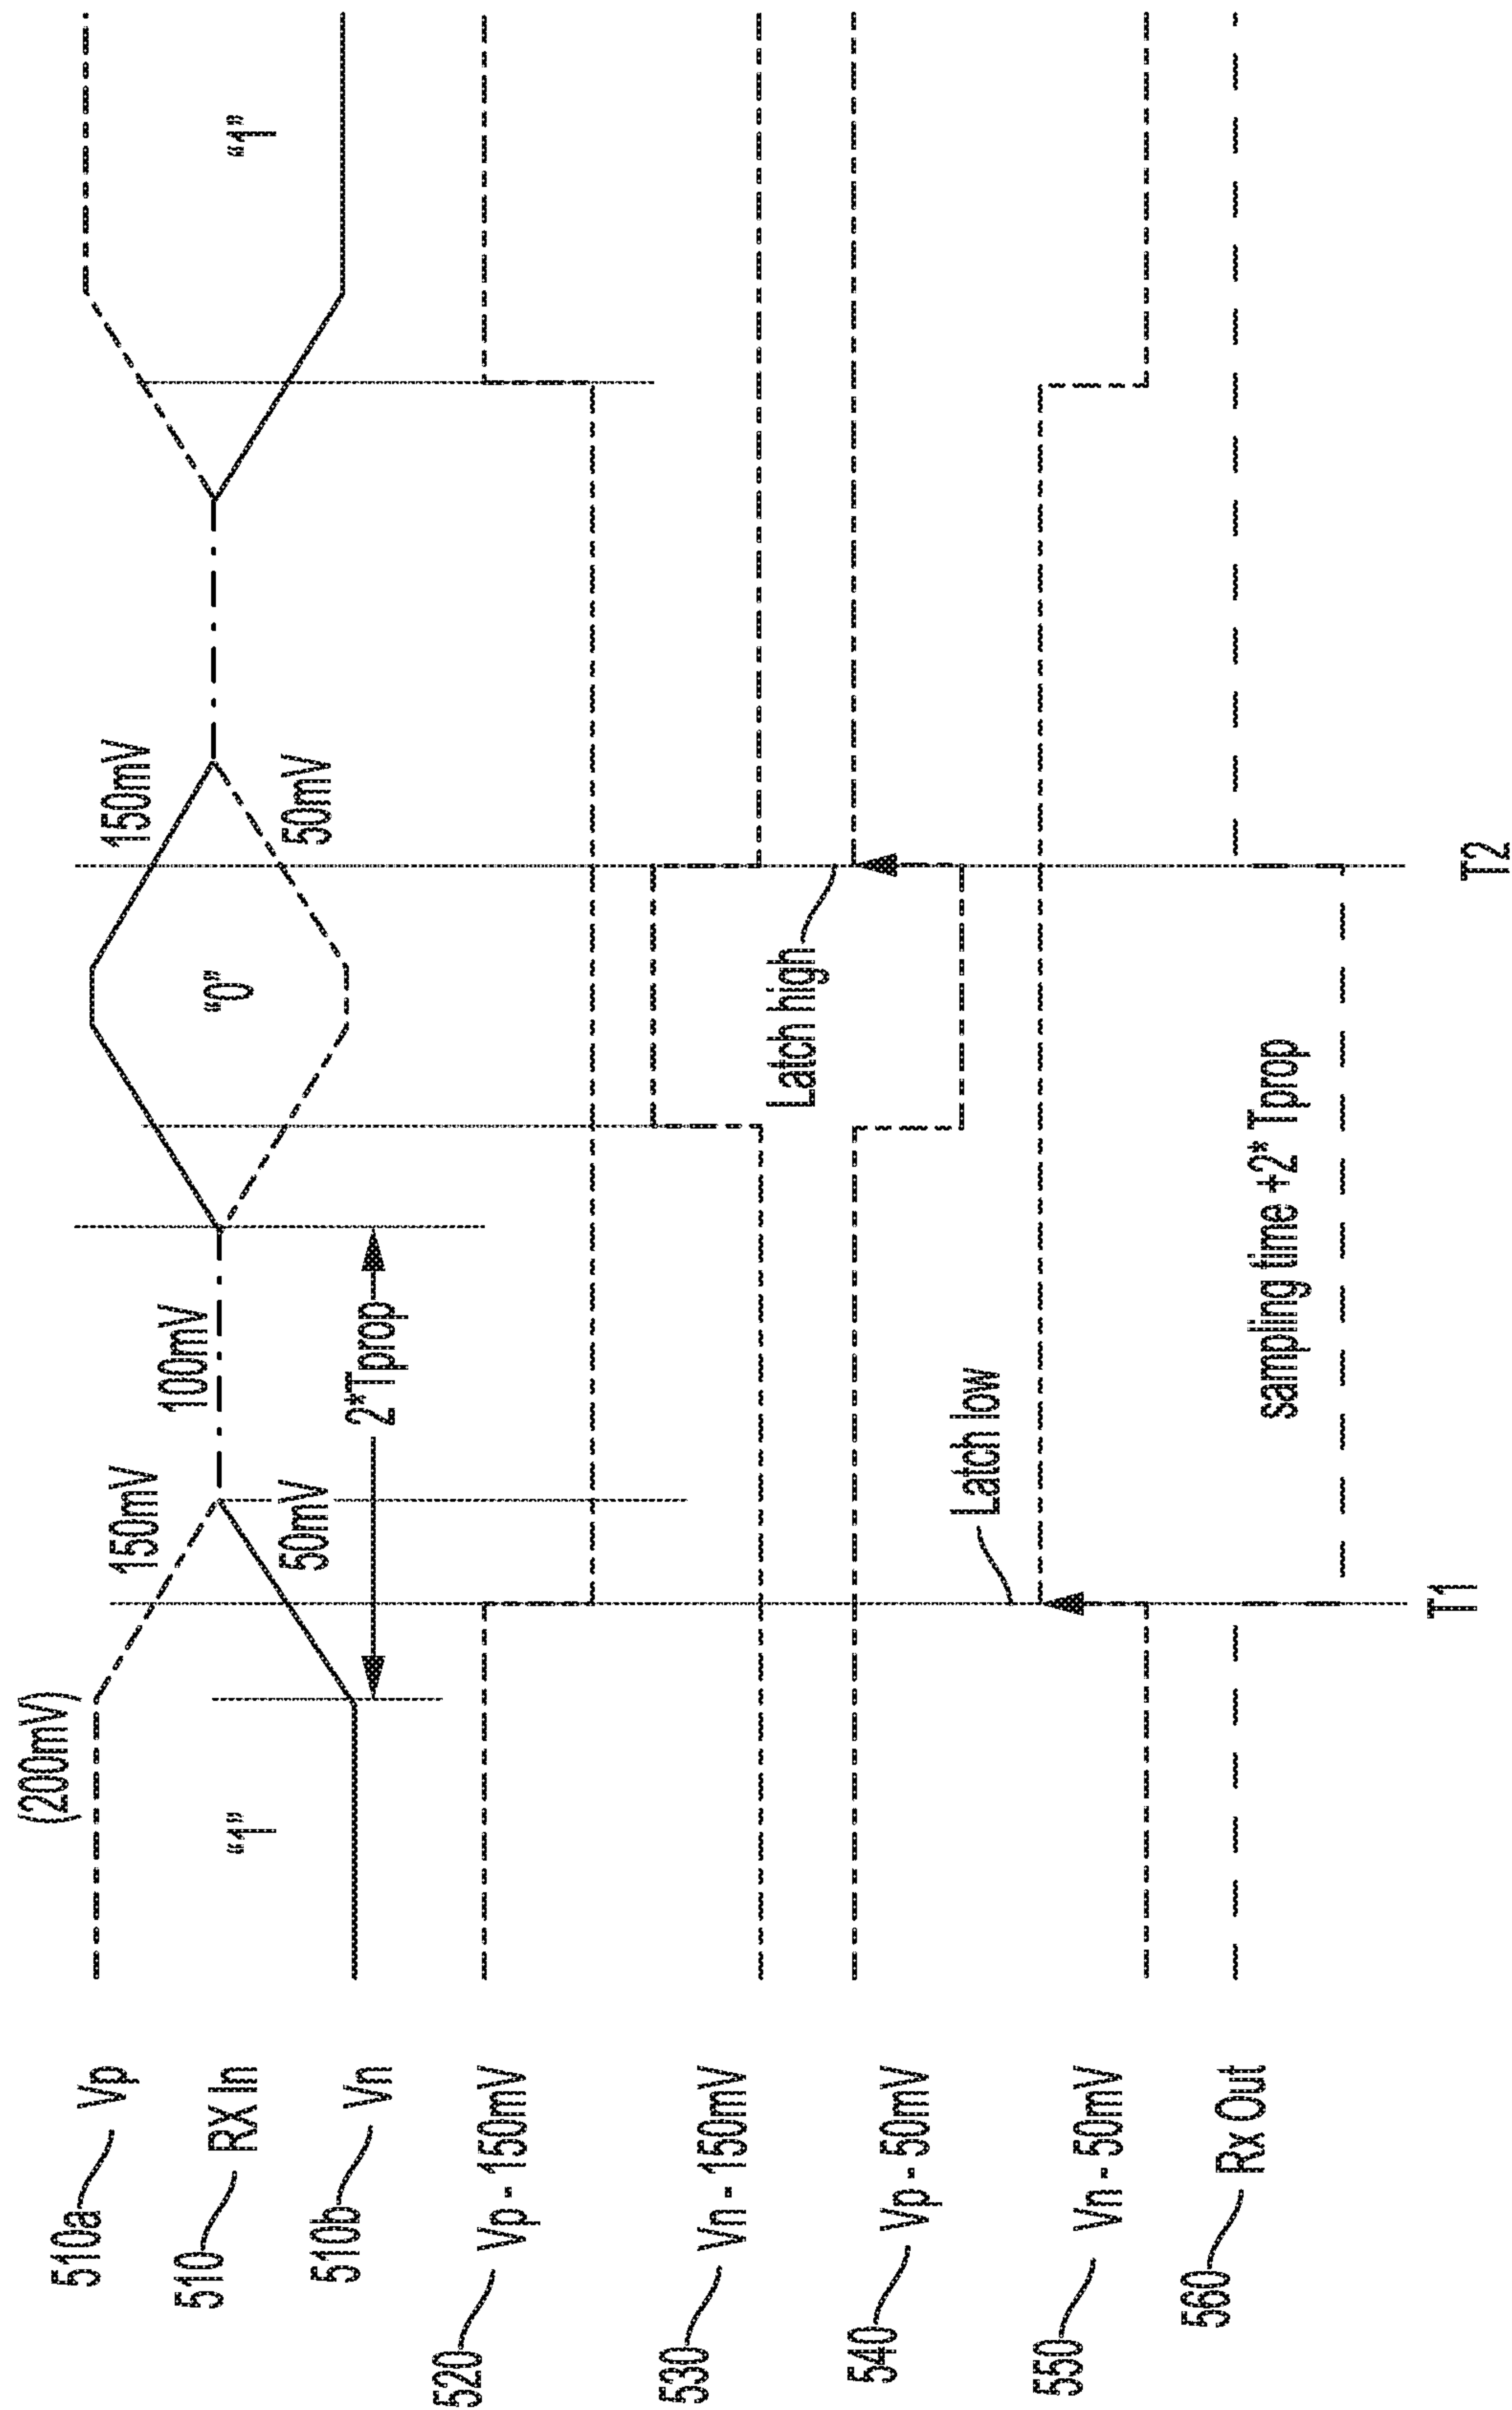 (200mV)
510a Vp
510 RX In
510b Vn
"1"
150mV
50mV
100mV
2*Tprop
"0"
150mV
50mV
"1"
520 Vp - 150mV
530 Vn - 150mV
540 Vp - 50mV
Latch high
550 Vn - 50mV
Latch low
560 Rx Out
sampling time +2* Tprop
T1
T2